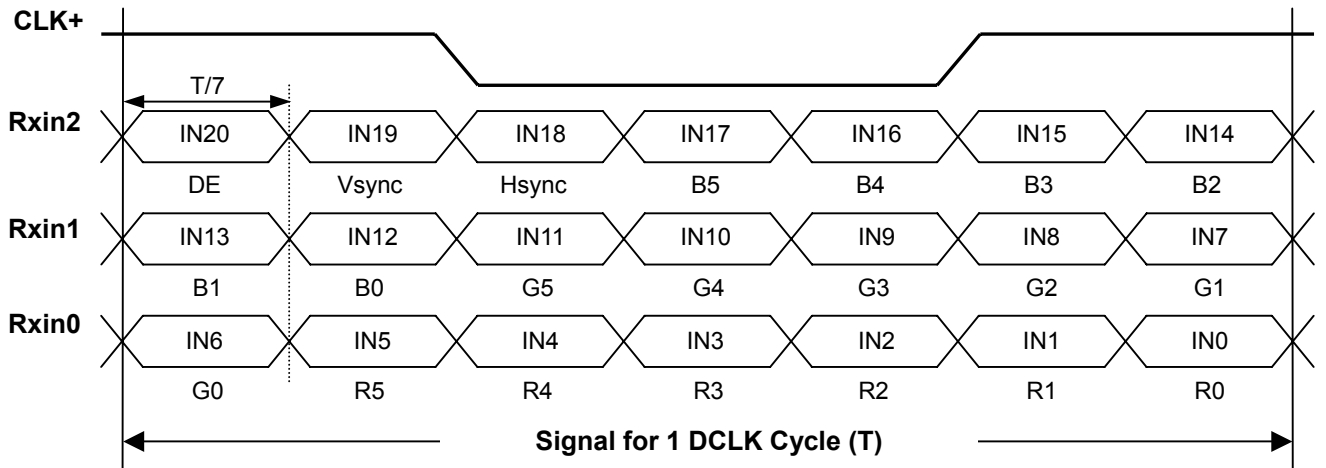 CLK+
T/7
Rxin2 IN20 IN19 IN18 IN17 IN16 IN15 IN14
DE Vsync Hsync B5 B4 B3 B2
Rxin1 IN13 IN12 IN11 IN10 IN9 IN8 IN7
B1 B0 G5 G4 G3 G2 G1
Rxin0 IN6 IN5 IN4 IN3 IN2 IN1 IN0
G0 R5 R4 R3 R2 R1 R0
Signal for 1 DCLK Cycle (T)